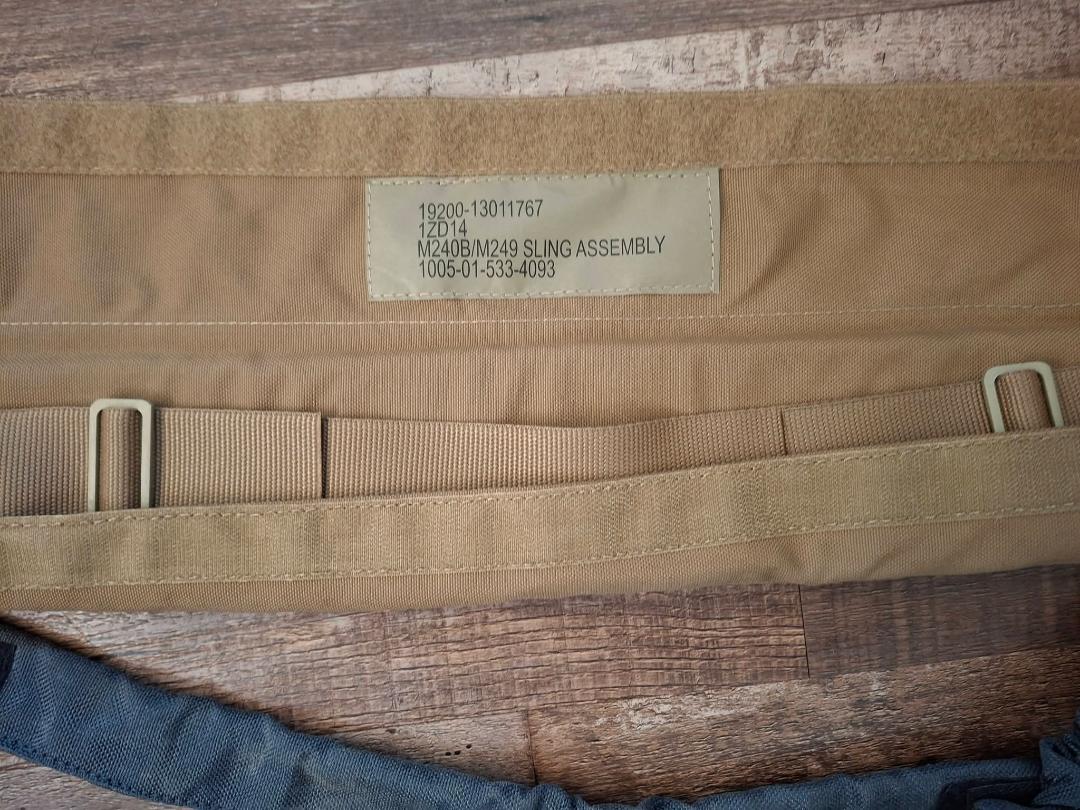 19200-13011767
1ZD14
M240B/M249 SLING ASSEMBLY
1005-01-533-4093